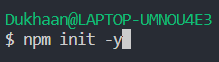 Dukhaan@LAPTOP-UMNOU4E3
$ npm init -y